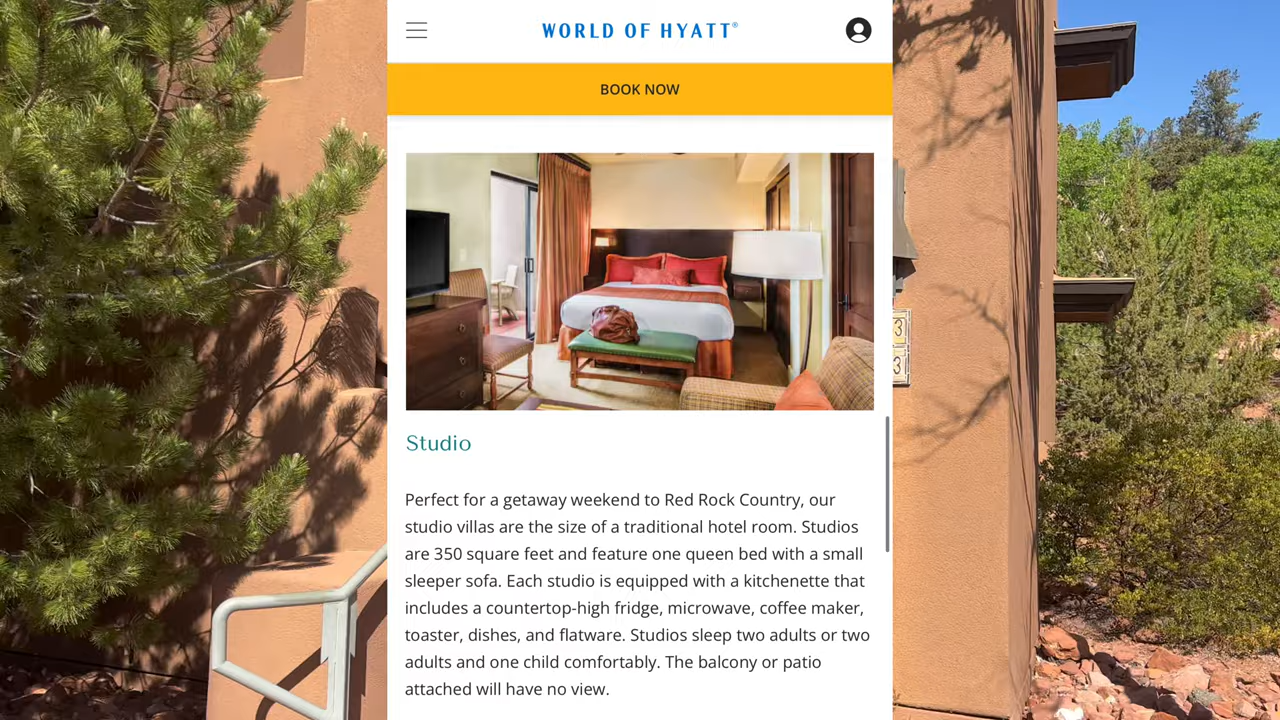 WORLD OF HYATT®
BOOK NOW
3
3
Studio
Perfect for a getaway weekend to Red Rock Country, our
studio villas are the size of a traditional hotel room. Studios
are 350 square feet and feature one queen bed with a small
sleeper sofa. Each studio is equipped with a kitchenette that
includes a countertop-high fridge, microwave, coffee maker,
toaster, dishes, and flatware. Studios sleep two adults or two
adults and one child comfortably. The balcony or patio
attached will have no view.